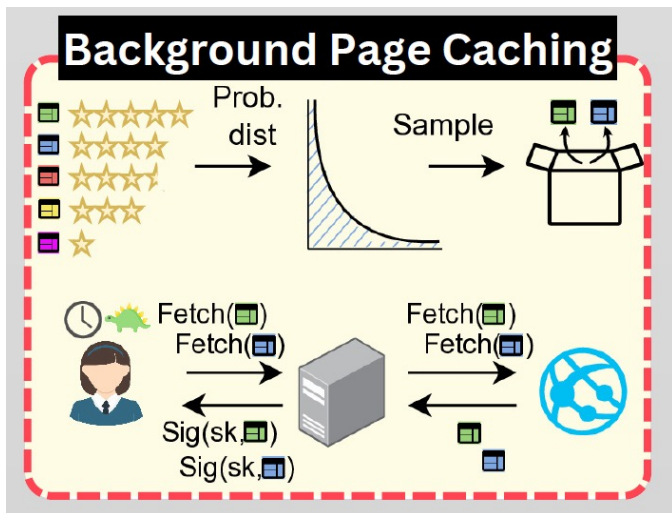 Background Page Caching
Prob.
dist
Sample
Fetch( )
Fetch( )
Fetch( )
Fetch( )
Sig(sk, )
Sig(sk, )